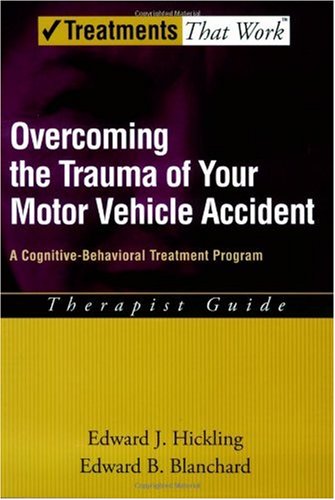 ✓Treatments That Work™
Overcoming
the Trauma of Your
Motor Vehicle Accident
A Cognitive-Behavioral Treatment Program
Therapist Guide
Edward J. Hickling
Edward B. Blanchard